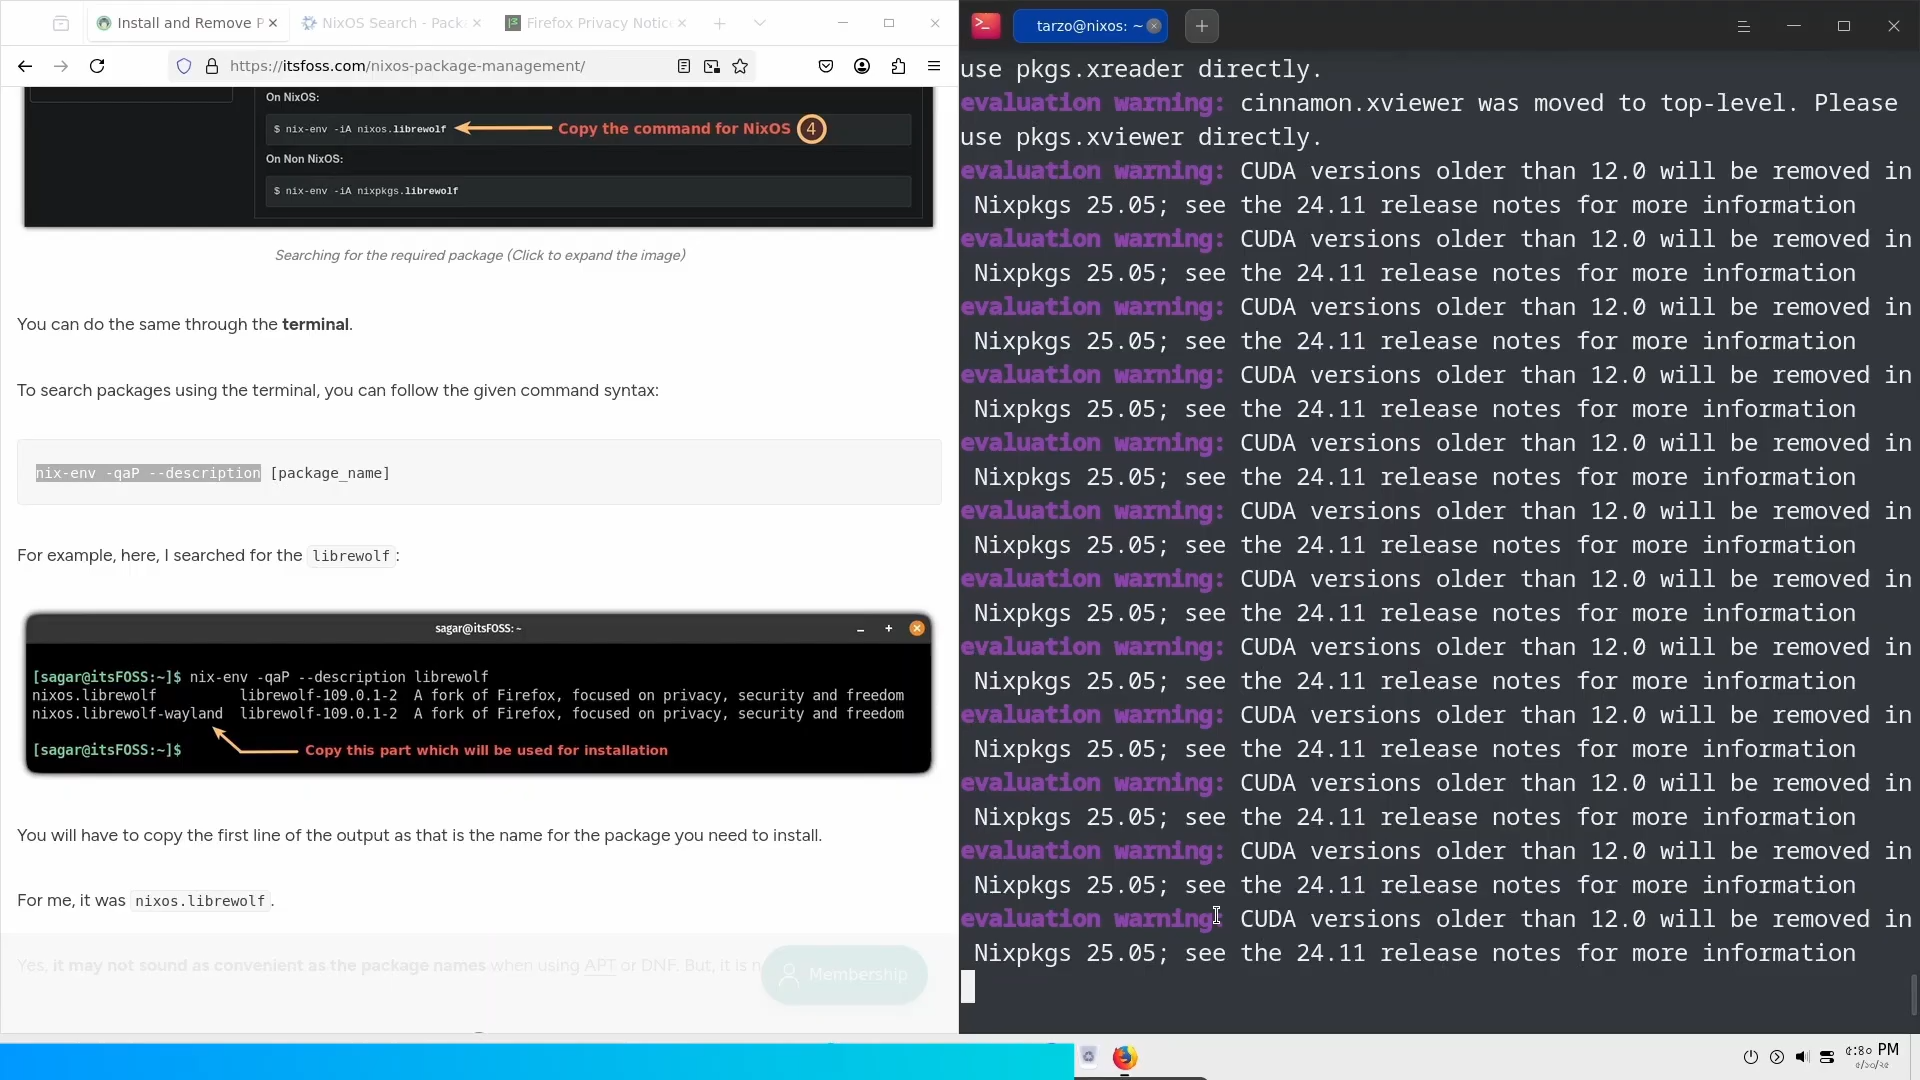 Install and Remove P
NixOS Search - Pack
Firefox Privacy Notic
https://itsfoss.com/nixos-package-management/
On NixOS:
$ nix-env -iA nixos.librewolf
Copy the command for NixOS 4
On Non NixOS:
$ nix-env -iA nixpkgs.librewolf
Searching for the required package (Click to expand the image)
You can do the same through the terminal.
To search packages using the terminal, you can follow the given command syntax:
nix-env -qaP --description [package_name]
For example, here, I searched for the librewolf:
sagar@itsFOSS: ~
[sagar@itsFOSS:~]$ nix-env -qaP --description librewolf
nixos.librewolf librewolf-109.0.1-2 A fork of Firefox, focused on privacy, security and freedom
nixos.librewolf-wayland librewolf-109.0.1-2 A fork of Firefox, focused on privacy, security and freedom
[sagar@itsFOSS:~]$
Copy this part which will be used for installation
You will have to copy the first line of the output as that is the name for the package you need to install.
For me, it was nixos.librewolf.
Yes, it may not sound as convenient as the package names when using APT or DNF. But, it is n
Membership
tarzo@nixos: ~
use pkgs.xreader directly.
evaluation warning: cinnamon.xviewer was moved to top-level. Please
use pkgs.xviewer directly.
evaluation warning: CUDA versions older than 12.0 will be removed in
Nixpkgs 25.05; see the 24.11 release notes for more information
evaluation warning: CUDA versions older than 12.0 will be removed in
Nixpkgs 25.05; see the 24.11 release notes for more information
evaluation warning: CUDA versions older than 12.0 will be removed in
Nixpkgs 25.05; see the 24.11 release notes for more information
evaluation warning: CUDA versions older than 12.0 will be removed in
Nixpkgs 25.05; see the 24.11 release notes for more information
evaluation warning: CUDA versions older than 12.0 will be removed in
Nixpkgs 25.05; see the 24.11 release notes for more information
evaluation warning: CUDA versions older than 12.0 will be removed in
Nixpkgs 25.05; see the 24.11 release notes for more information
evaluation warning: CUDA versions older than 12.0 will be removed in
Nixpkgs 25.05; see the 24.11 release notes for more information
evaluation warning: CUDA versions older than 12.0 will be removed in
Nixpkgs 25.05; see the 24.11 release notes for more information
evaluation warning: CUDA versions older than 12.0 will be removed in
Nixpkgs 25.05; see the 24.11 release notes for more information
evaluation warning: CUDA versions older than 12.0 will be removed in
Nixpkgs 25.05; see the 24.11 release notes for more information
evaluation warning: CUDA versions older than 12.0 will be removed in
Nixpkgs 25.05; see the 24.11 release notes for more information
evaluation warning: CUDA versions older than 12.0 will be removed in
Nixpkgs 25.05; see the 24.11 release notes for more information
PM